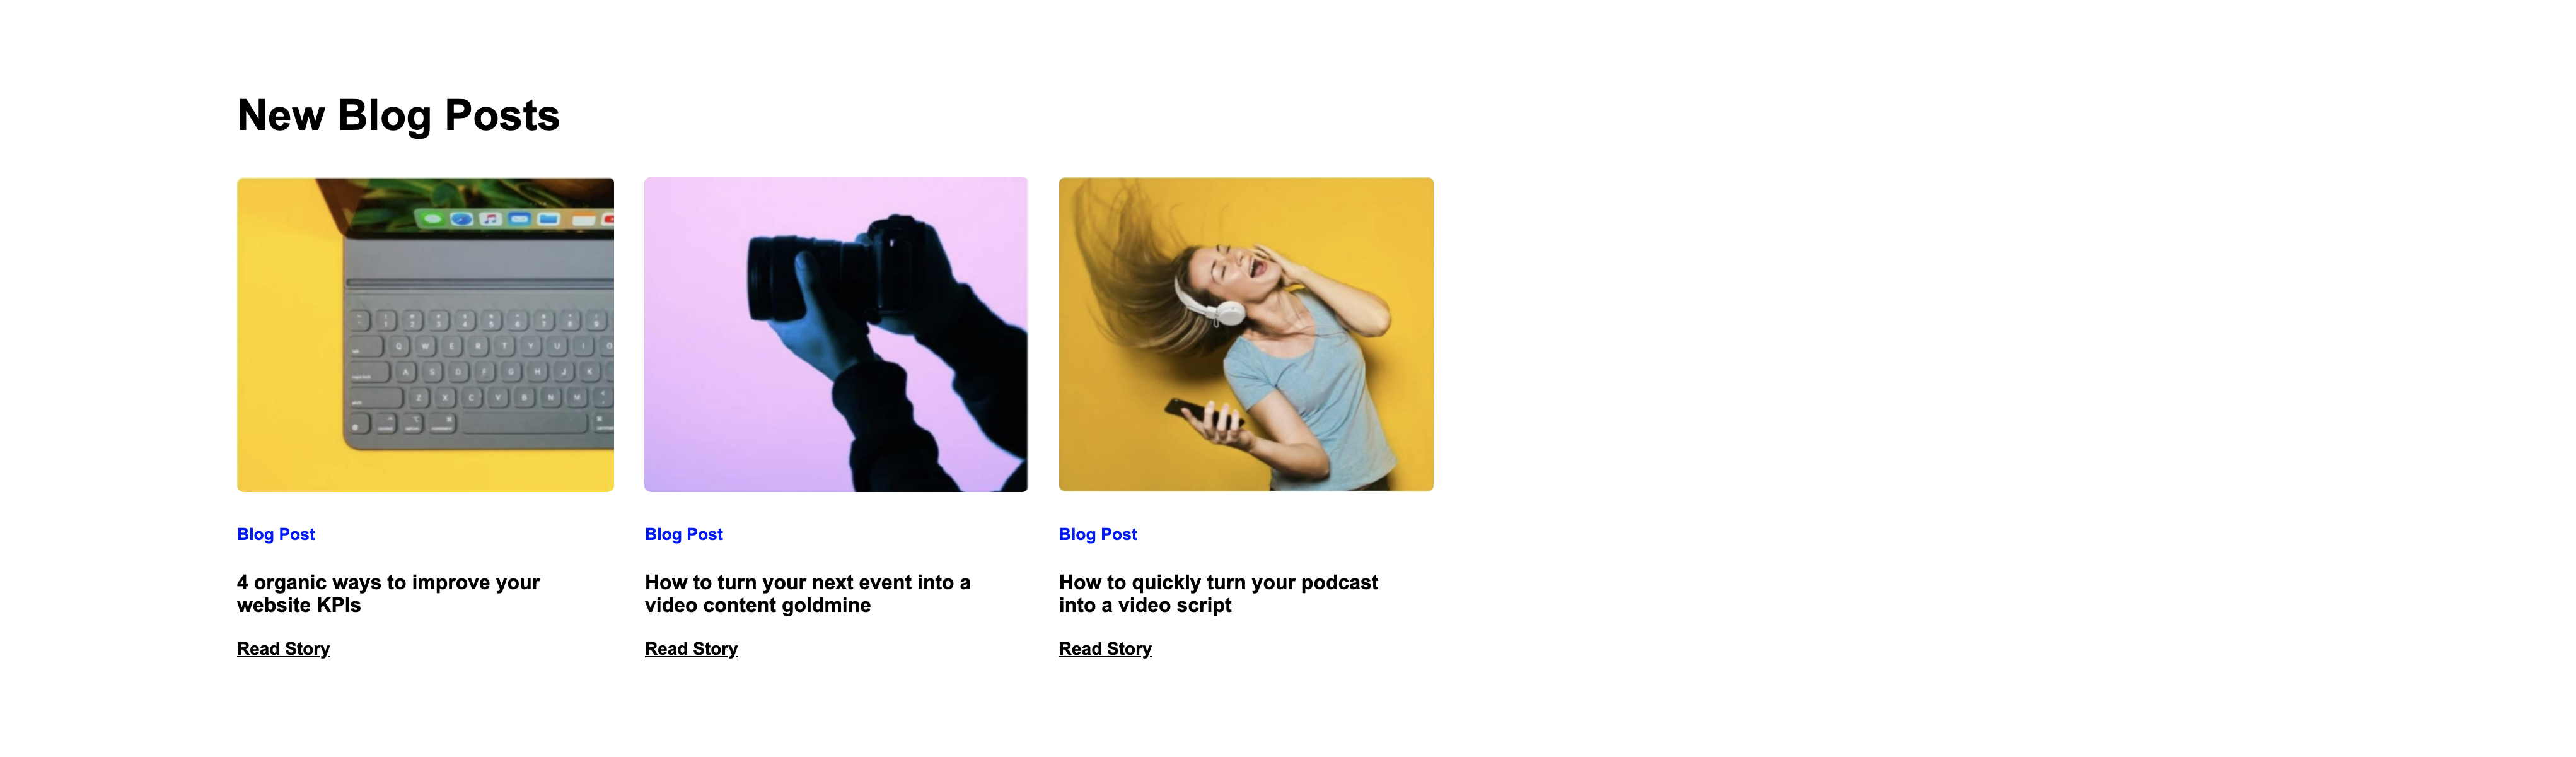 New Blog Posts
Blog Post
4 organic ways to improve your
website KPIs
Read Story
Blog Post
How to turn your next event into a
video content goldmine
Read Story
Blog Post
How to quickly turn your podcast
into a video script
Read Story